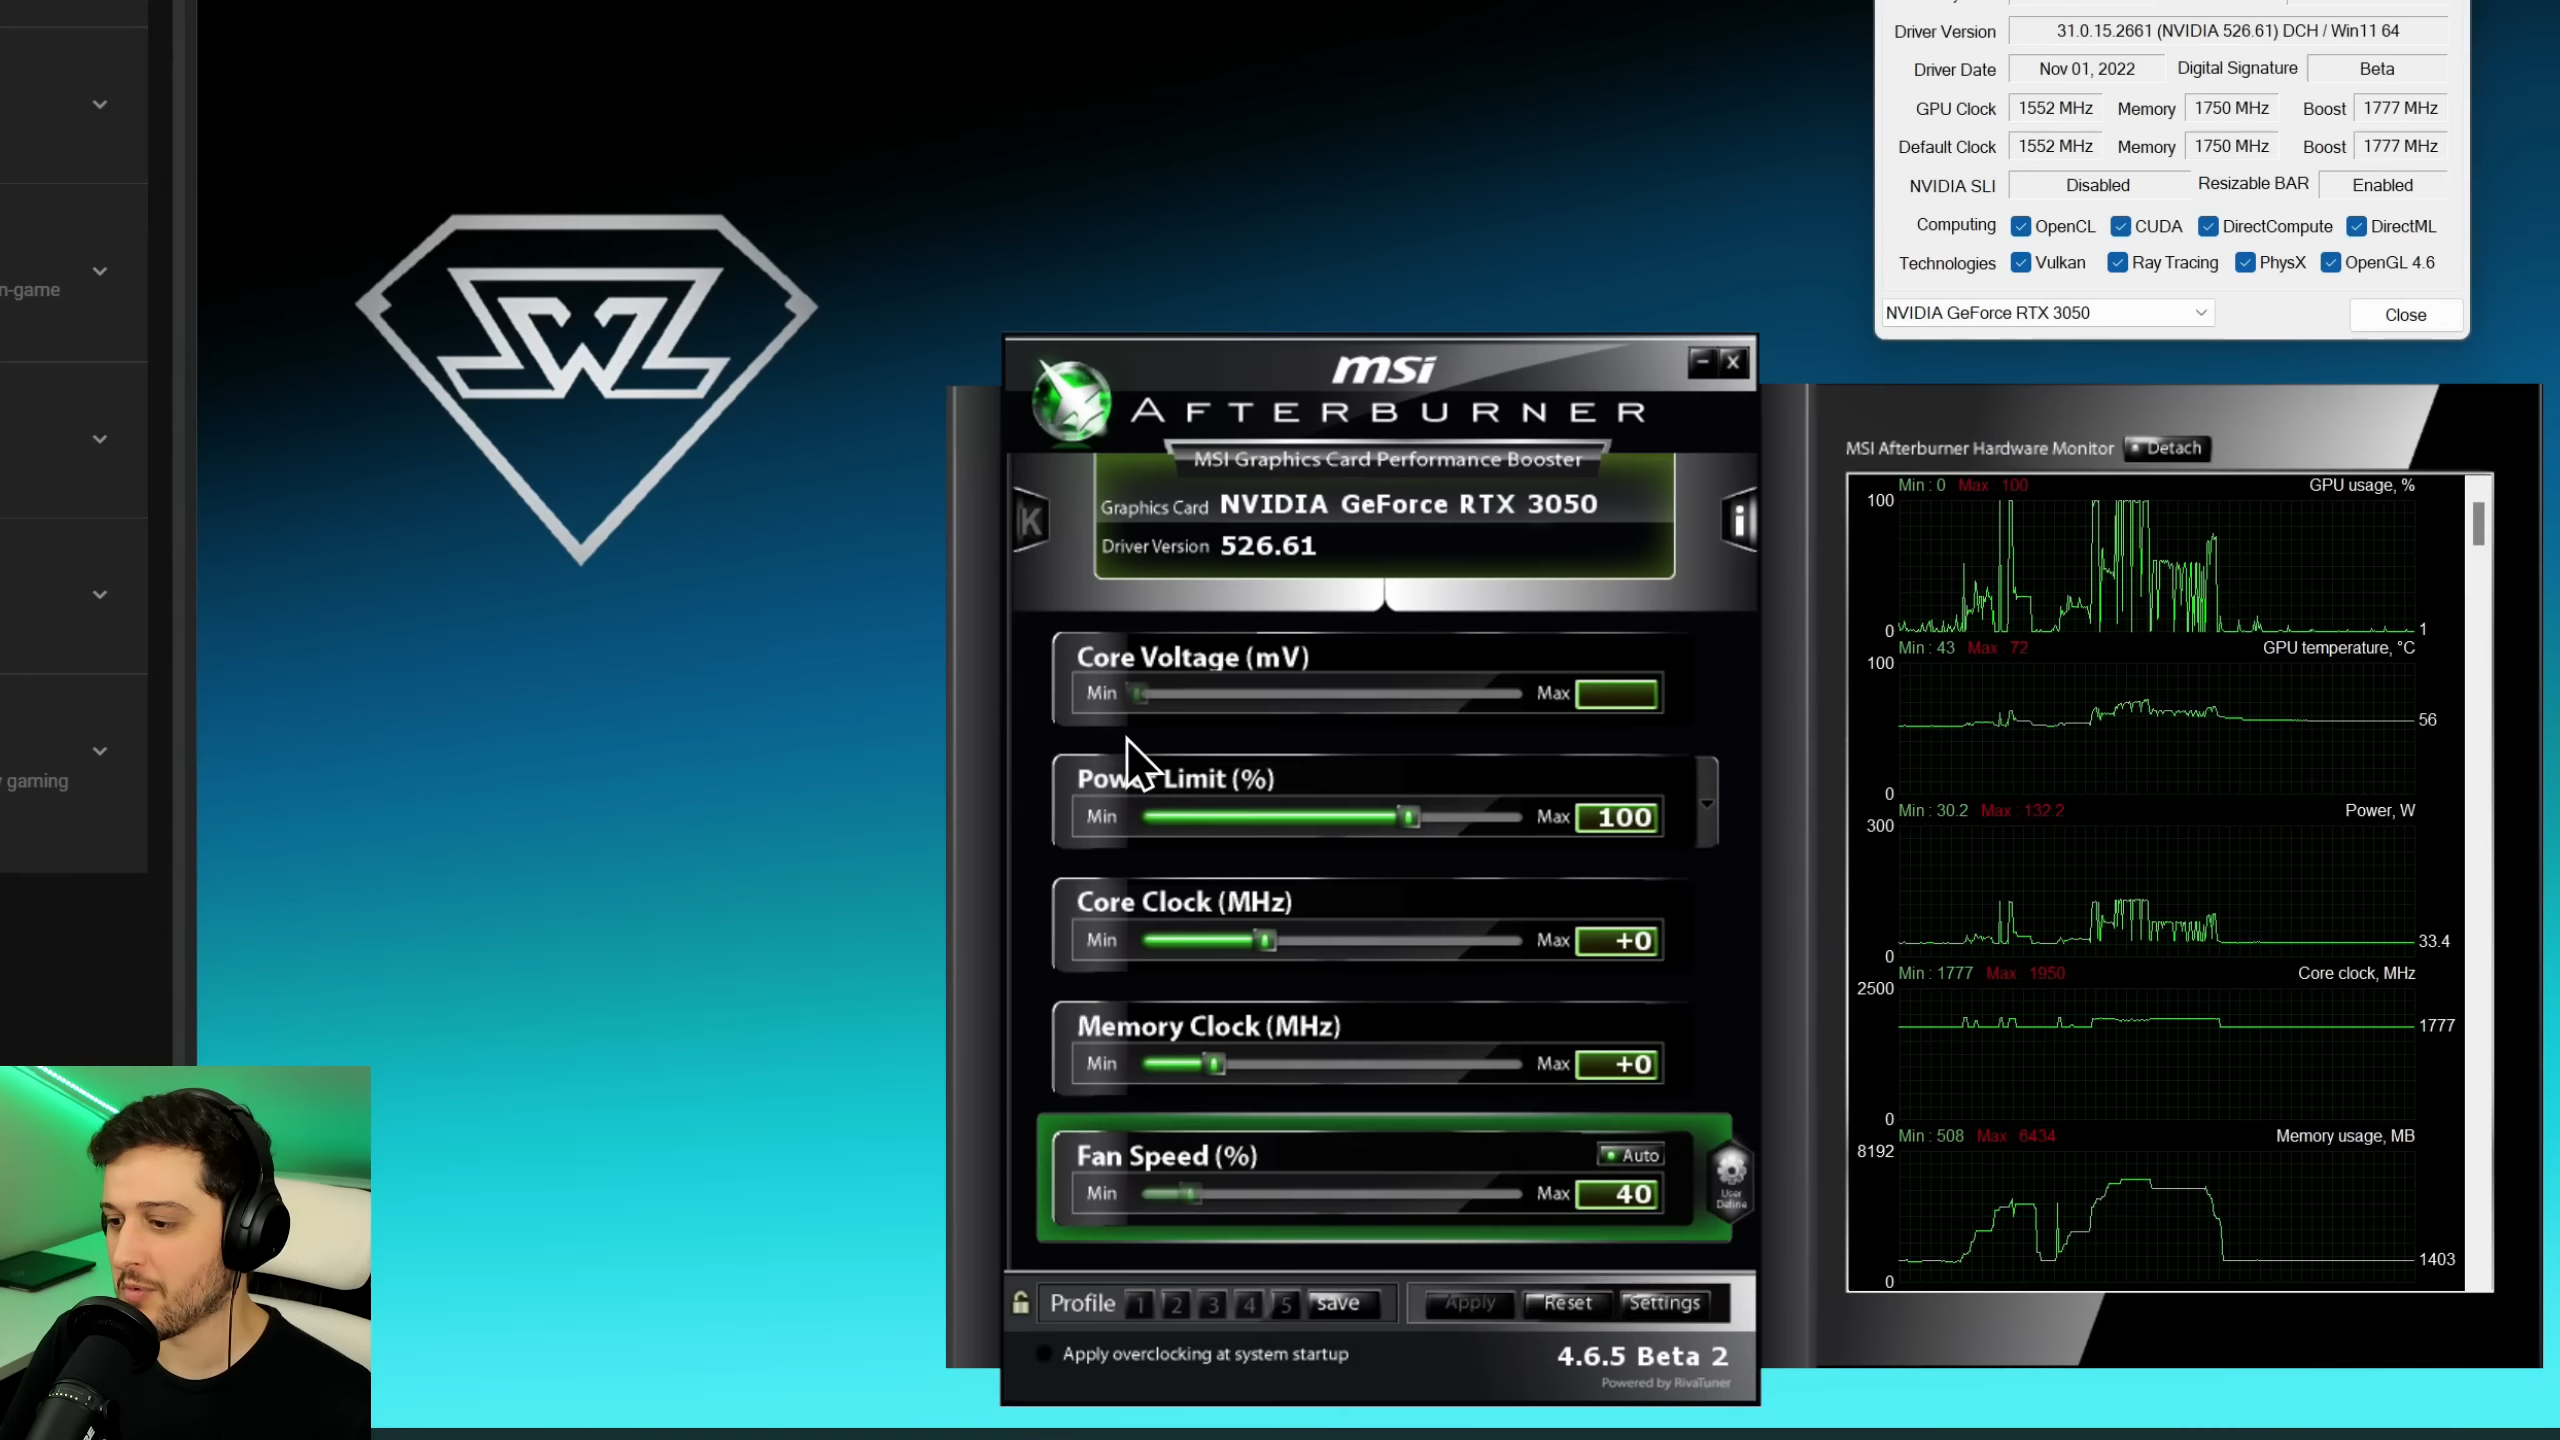 n-game
y gaming
Driver Version 31.0.15.2661 (NVIDIA 526.61) DCH / Win11 64
Driver Date Nov 01, 2022 Digital Signature Beta
GPU Clock 1552 MHz Memory 1750 MHz Boost 1777 MHz
Default Clock 1552 MHz Memory 1750 MHz Boost 1777 MHz
NVIDIA SLI Disabled Resizable BAR Enabled
Computing OpenCL CUDA DirectCompute DirectML
Technologies Vulkan Ray Tracing PhysX OpenGL 4.6
NVIDIA GeForce RTX 3050 Close
msi
AFTERBURNER
MSI Graphics Card Performance Booster
K
Graphics Card NVIDIA GeForce RTX 3050
i
Driver Version 526.61
Core Voltage (mV)
Min Max
Power Limit (%)
Min Max 100
Core Clock (MHz)
Min Max +0
Memory Clock (MHz)
Min Max +0
Fan Speed (%) Auto
Min Max 40
User
Define
Profile 1 2 3 4 5 save Apply Reset Settings
Apply overclocking at system startup
4.6.5 Beta 2
Powered by RivaTuner
MSI Afterburner Hardware Monitor Detach
Min : 0 Max : 100 GPU usage, %
100
0 1
Min : 43 Max : 72 GPU temperature, °C
100
56
0
Min : 30.2 Max : 132.2 Power, W
300
33.4
0
Min : 1777 Max : 1950 Core clock, MHz
2500
1777
0
Min : 508 Max : 6434 Memory usage, MB
8192
1403
0